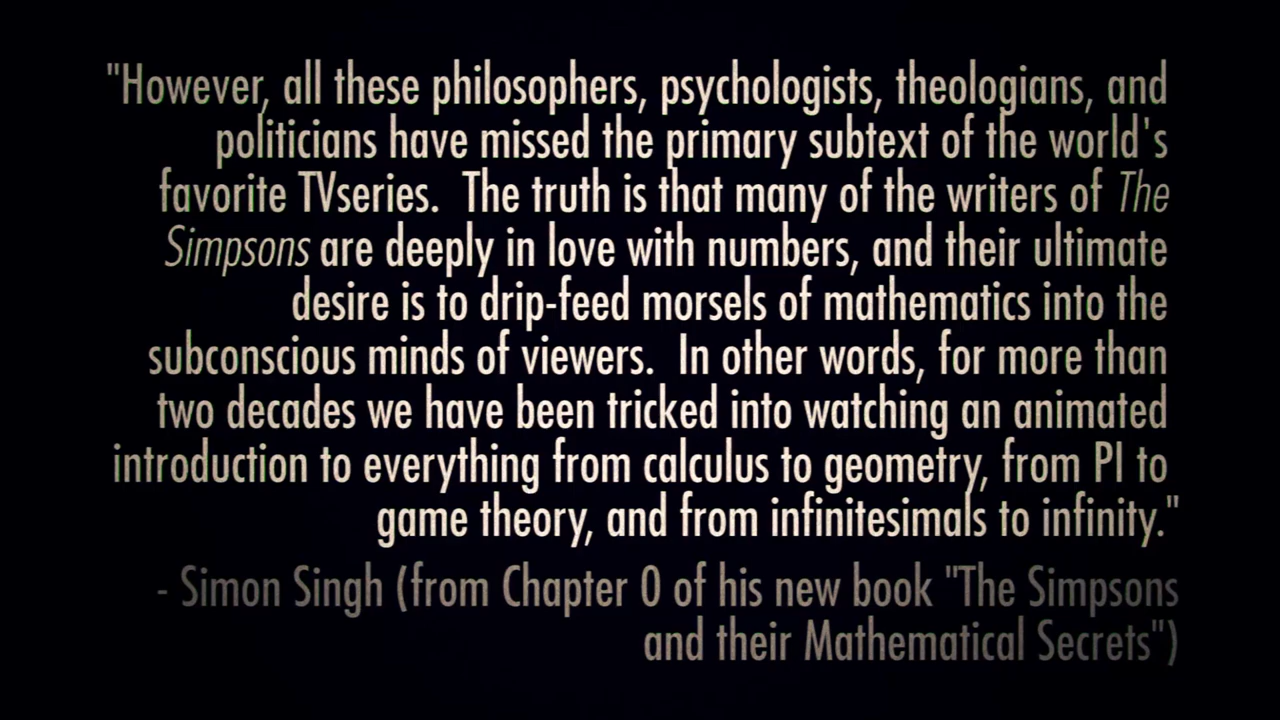 "However, all these philosophers, psychologists, theologians, and
politicians have missed the primary subtext of the world's
favorite TVseries.  The truth is that many of the writers of The
Simpsons are deeply in love with numbers, and their ultimate
desire is to drip-feed morsels of mathematics into the
subconscious minds of viewers.  In other words, for more than
two decades we have been tricked into watching an animated
introduction to everything from calculus to geometry, from PI to
game theory, and from infinitesimals to infinity."
- Simon Singh (from Chapter 0 of his new book "The Simpsons
and their Mathematical Secrets")